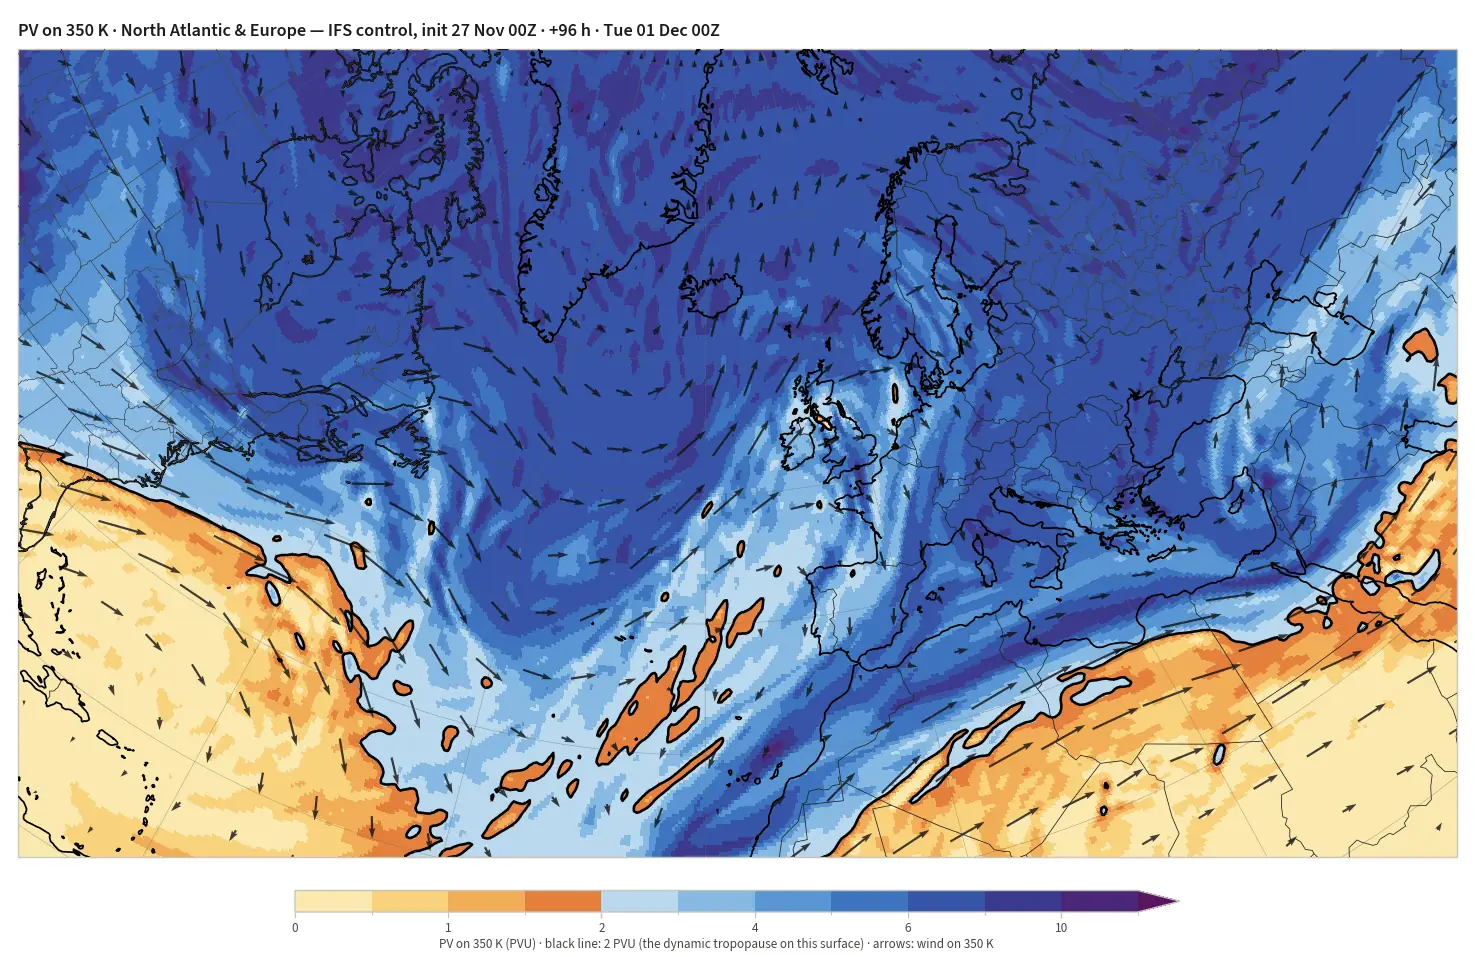 PV on 350 K · North Atlantic & Europe — IFS control, init 27 Nov 00Z · +96 h · Tue 01 Dec 00Z
0 1 2 4 6 10
PV on 350 K (PVU) · black line: 2 PVU (the dynamic tropopause on this surface) · arrows: wind on 350 K